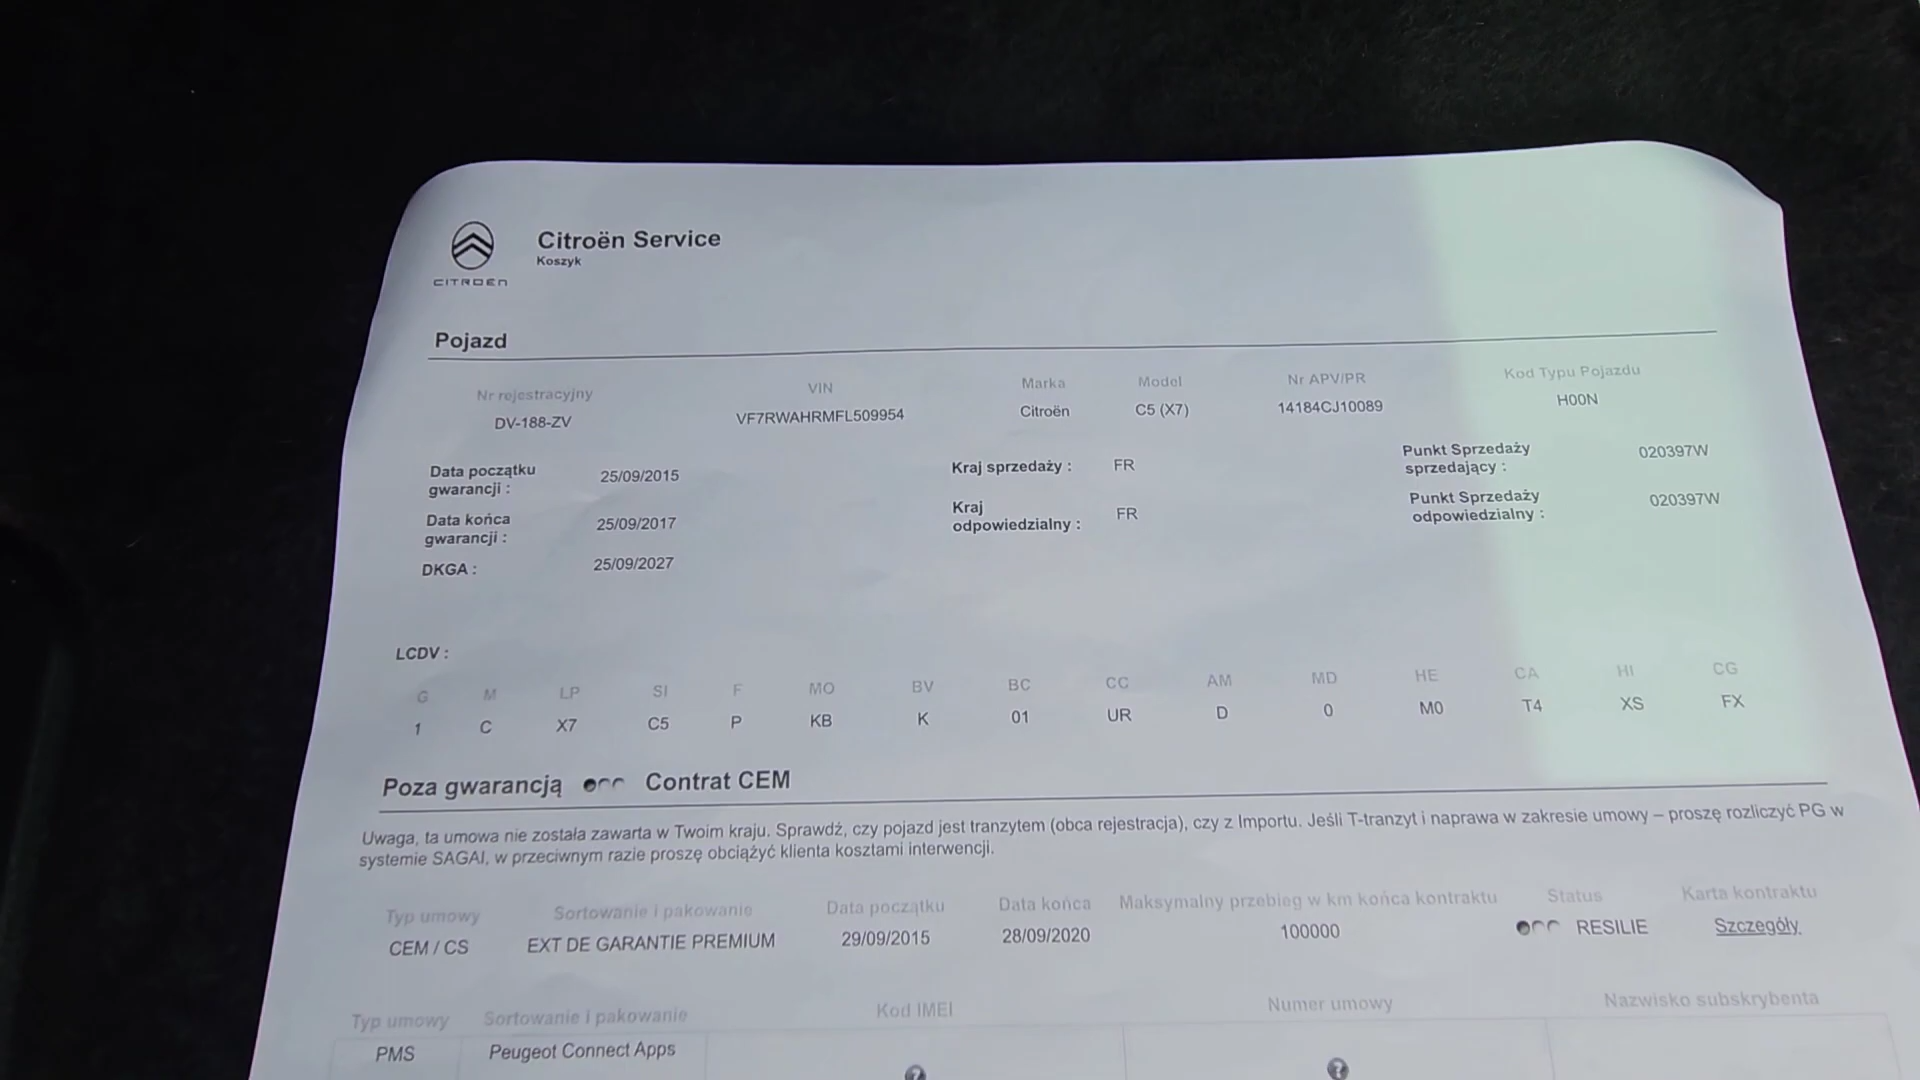 Citroën Service
Koszyk
CITROËN
Pojazd
Nr rejestracyjny VIN Marka Model Nr APV/PR Kod Typu Pojazdu
DV-188-ZV VF7RWAHRMFL509954 Citroën C5 (X7) 14184CJ10089 H00N
Data początku gwarancji : 25/09/2015 Kraj sprzedaży : FR Punkt Sprzedaży sprzedający : 020397W
Data końca gwarancji : 25/09/2017 Kraj odpowiedzialny : FR Punkt Sprzedaży odpowiedzialny : 020397W
DKGA : 25/09/2027
LCDV :
G M LP SI F MO BV BC CC AM MD HE CA HI CG
1 C X7 C5 P KB K 01 UR D 0 M0 T4 XS FX
Poza gwarancją Contrat CEM
Uwaga, ta umowa nie została zawarta w Twoim kraju. Sprawdź, czy pojazd jest tranzytem (obca rejestracja), czy z Importu. Jeśli T-tranzyt i naprawa w zakresie umowy – proszę rozliczyć PG w
systemie SAGAI, w przeciwnym razie proszę obciążyć klienta kosztami interwencji.
Typ umowy Sortowanie i pakowanie Data początku Data końca Maksymalny przebieg w km końca kontraktu Status Karta kontraktu
CEM / CS EXT DE GARANTIE PREMIUM 29/09/2015 28/09/2020 100000 RESILIE Szczegóły
Typ umowy Sortowanie i pakowanie Kod IMEI Numer umowy Nazwisko subskrybenta
PMS Peugeot Connect Apps